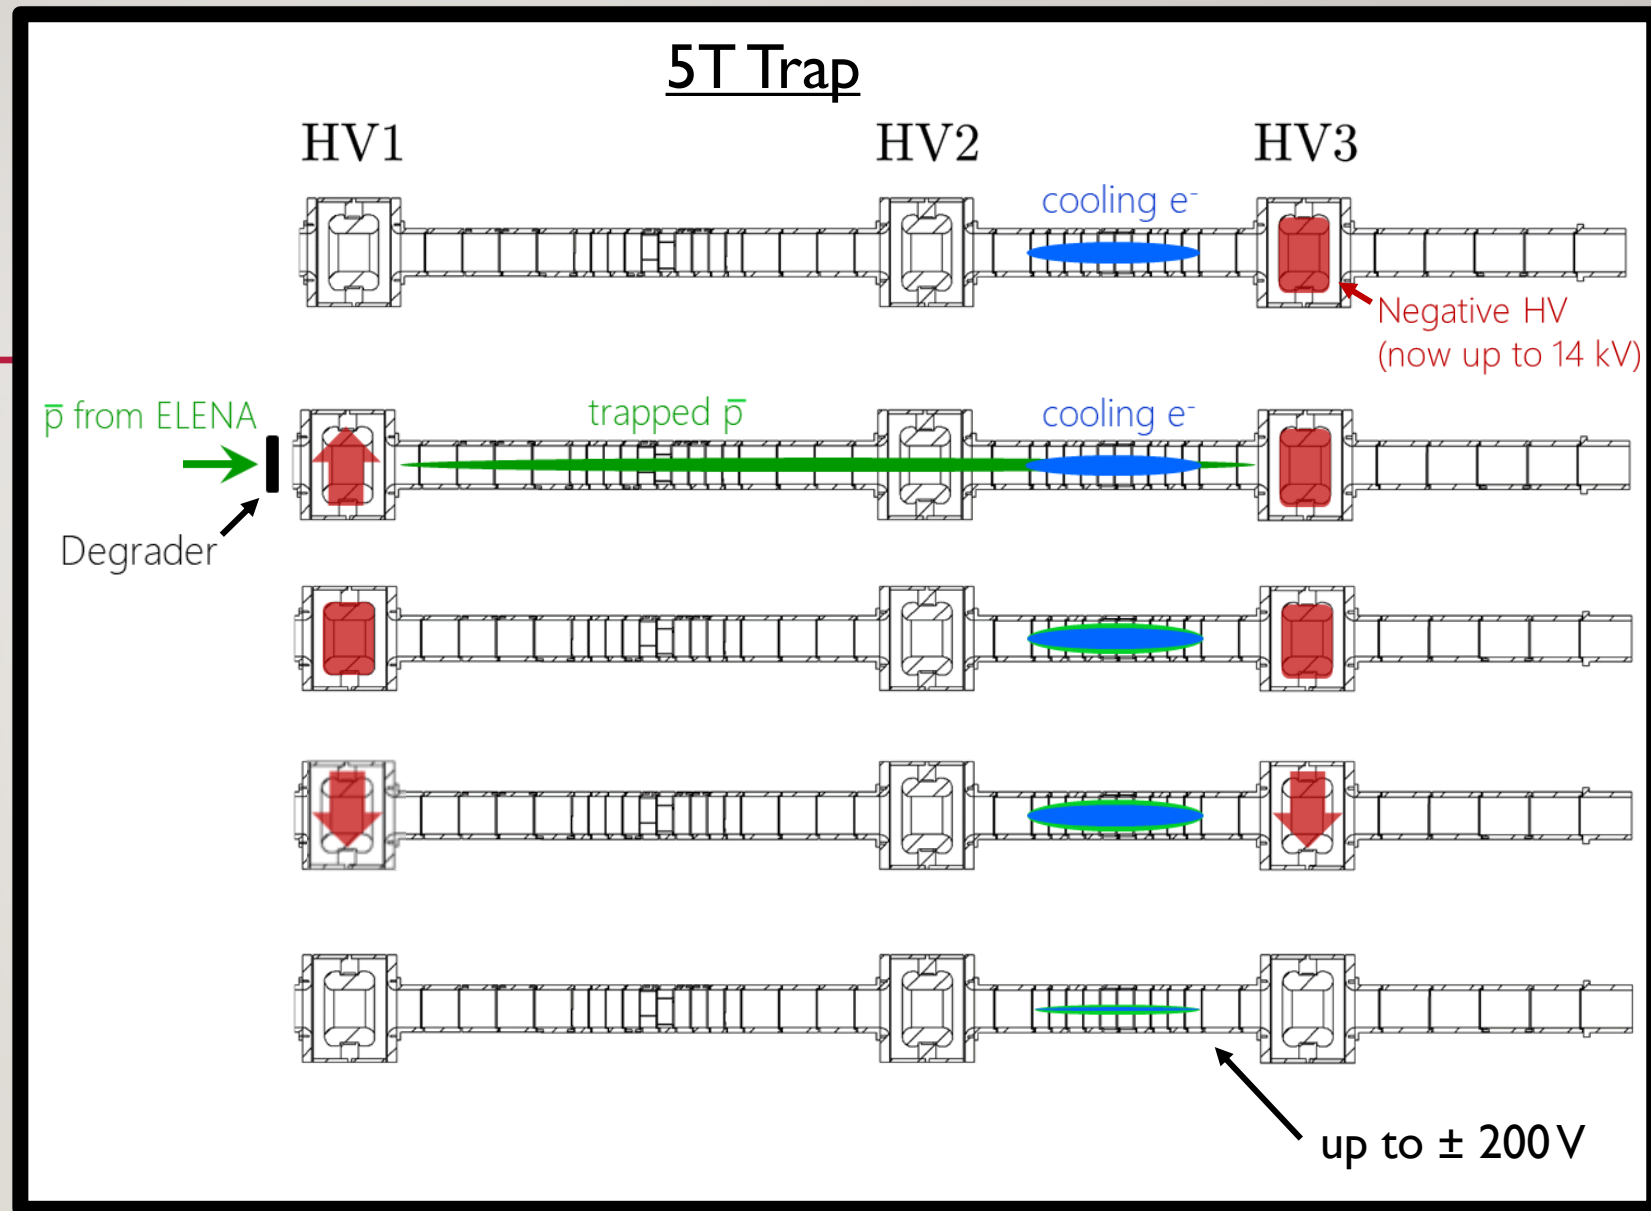 5T Trap
HV1 HV2 HV3
cooling e⁻
Negative HV
(now up to 14 kV)
p̅ from ELENA
trapped p̅
cooling e⁻
Degrader
up to ± 200 V